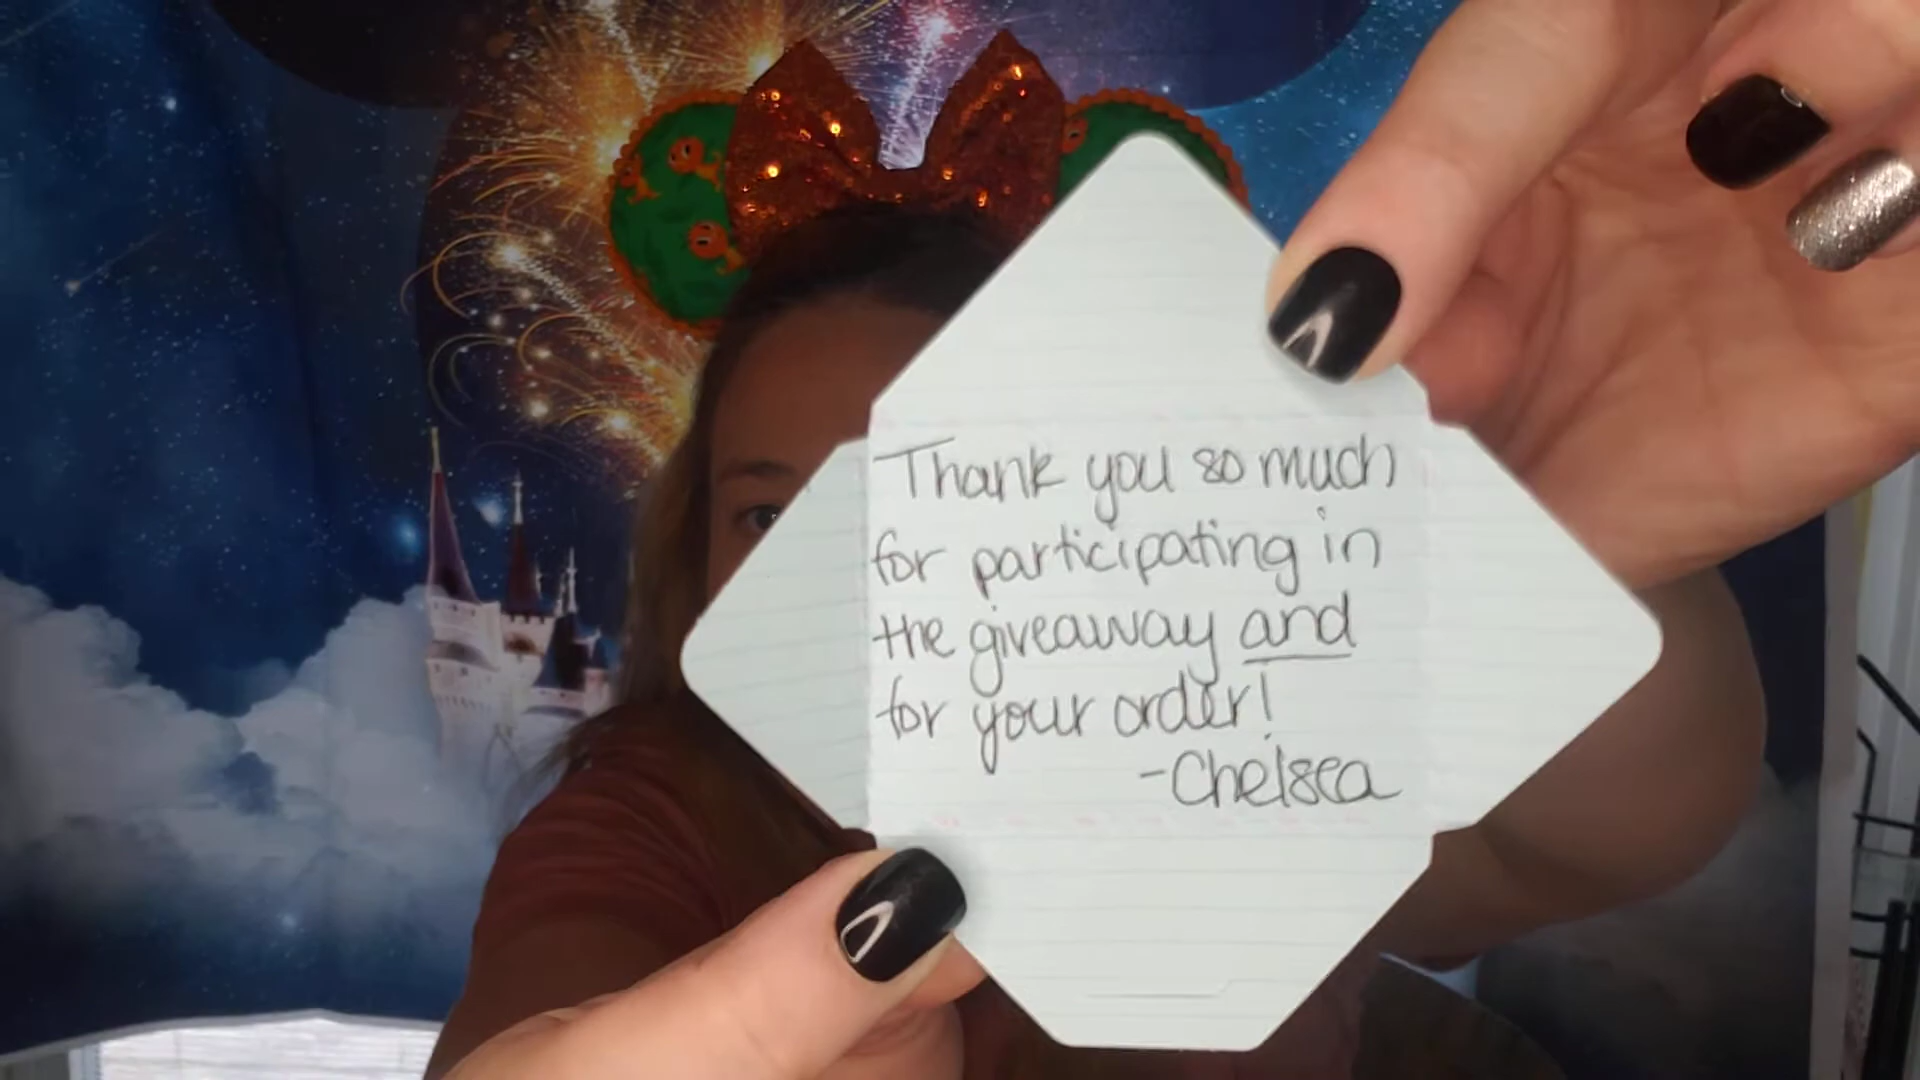 Thank you so much
for participating in
the giveaway and
for your order!
-Chelsea